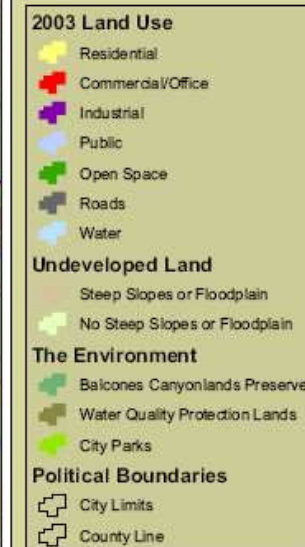 2003 Land Use
Residential
Commercial/Office
Industrial
Public
Open Space
Roads
Water
Undeveloped Land
Steep Slopes or Floodplain
No Steep Slopes or Floodplain
The Environment
Balcones Canyonlands Preserve
Water Quality Protection Lands
City Parks
Political Boundaries
City Limits
County Line